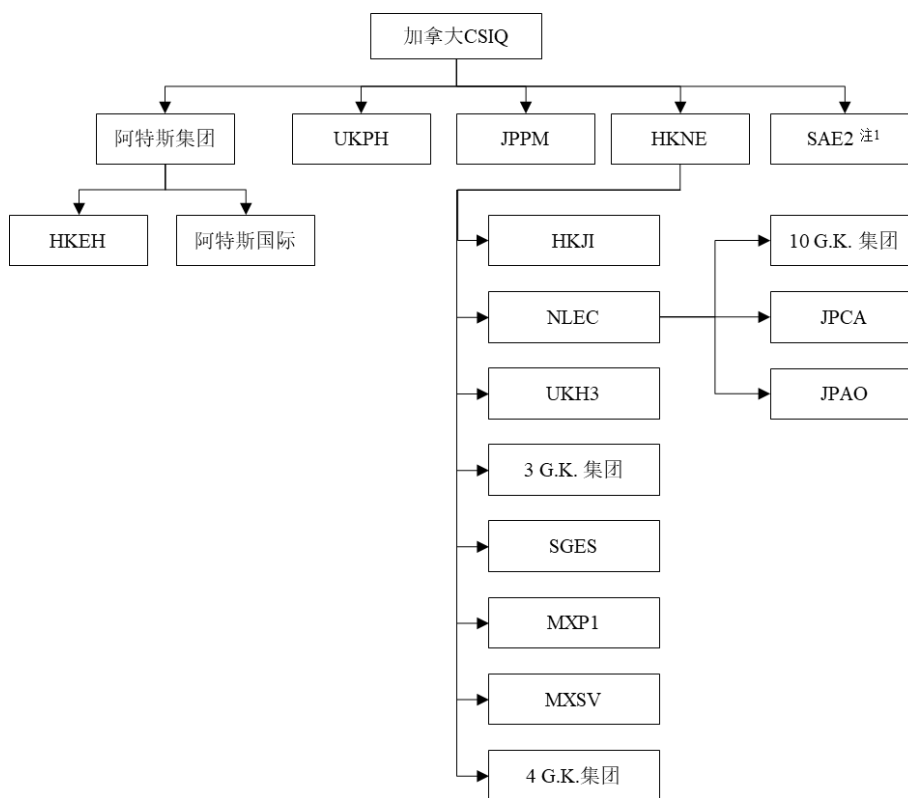 加拿大CSIQ
阿特斯集团
UKPH
JPPM
HKNE
SAE2 注1
HKEH
阿特斯国际
HKJI
10 G.K. 集团
NLEC
JPCA
UKH3
JPAO
3 G.K. 集团
SGES
MXP1
MXSV
4 G.K.集团